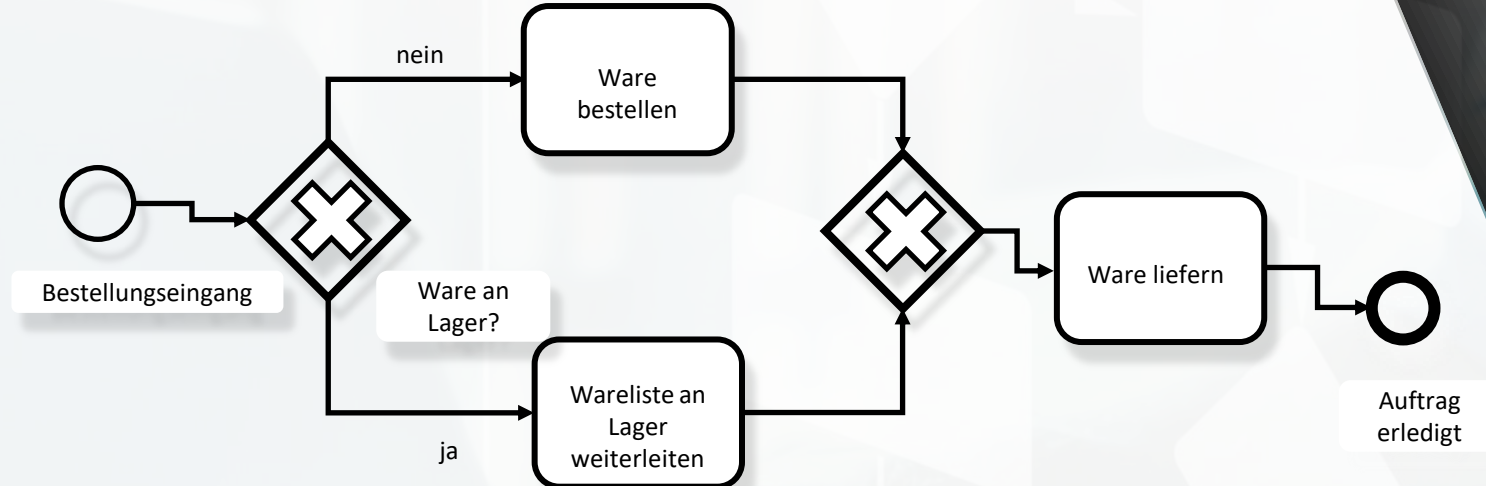 nein
Ware
bestellen
Bestellungseingang
Ware an
Lager?
Ware liefern
Wareliste an
Lager
weiterleiten
ja
Auftrag
erledigt